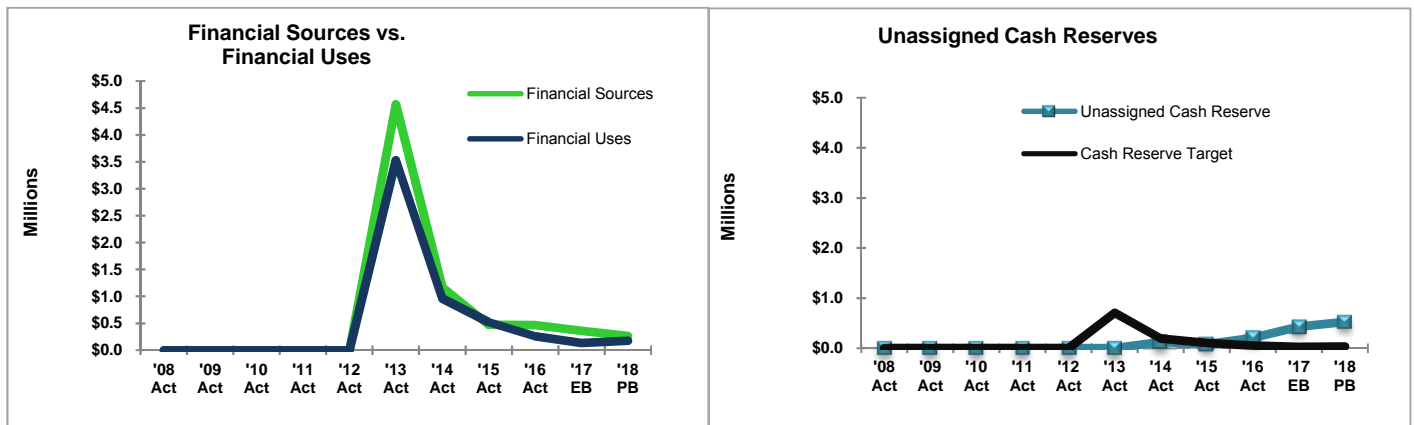 Financial Sources vs.
Financial Uses
Millions
$5.0
$4.5
$4.0
$3.5
$3.0
$2.5
$2.0
$1.5
$1.0
$0.5
$0.0
Financial Sources
Financial Uses
'08 '09 '10 '11 '12 '13 '14 '15 '16 '17 '18
Act Act Act Act Act Act Act Act Act EB PB
Unassigned Cash Reserves
Millions
$5.0
$4.0
$3.0
$2.0
$1.0
$0.0
Unassigned Cash Reserve
Cash Reserve Target
'08 '09 '10 '11 '12 '13 '14 '15 '16 '17 '18
Act Act Act Act Act Act Act Act Act EB PB